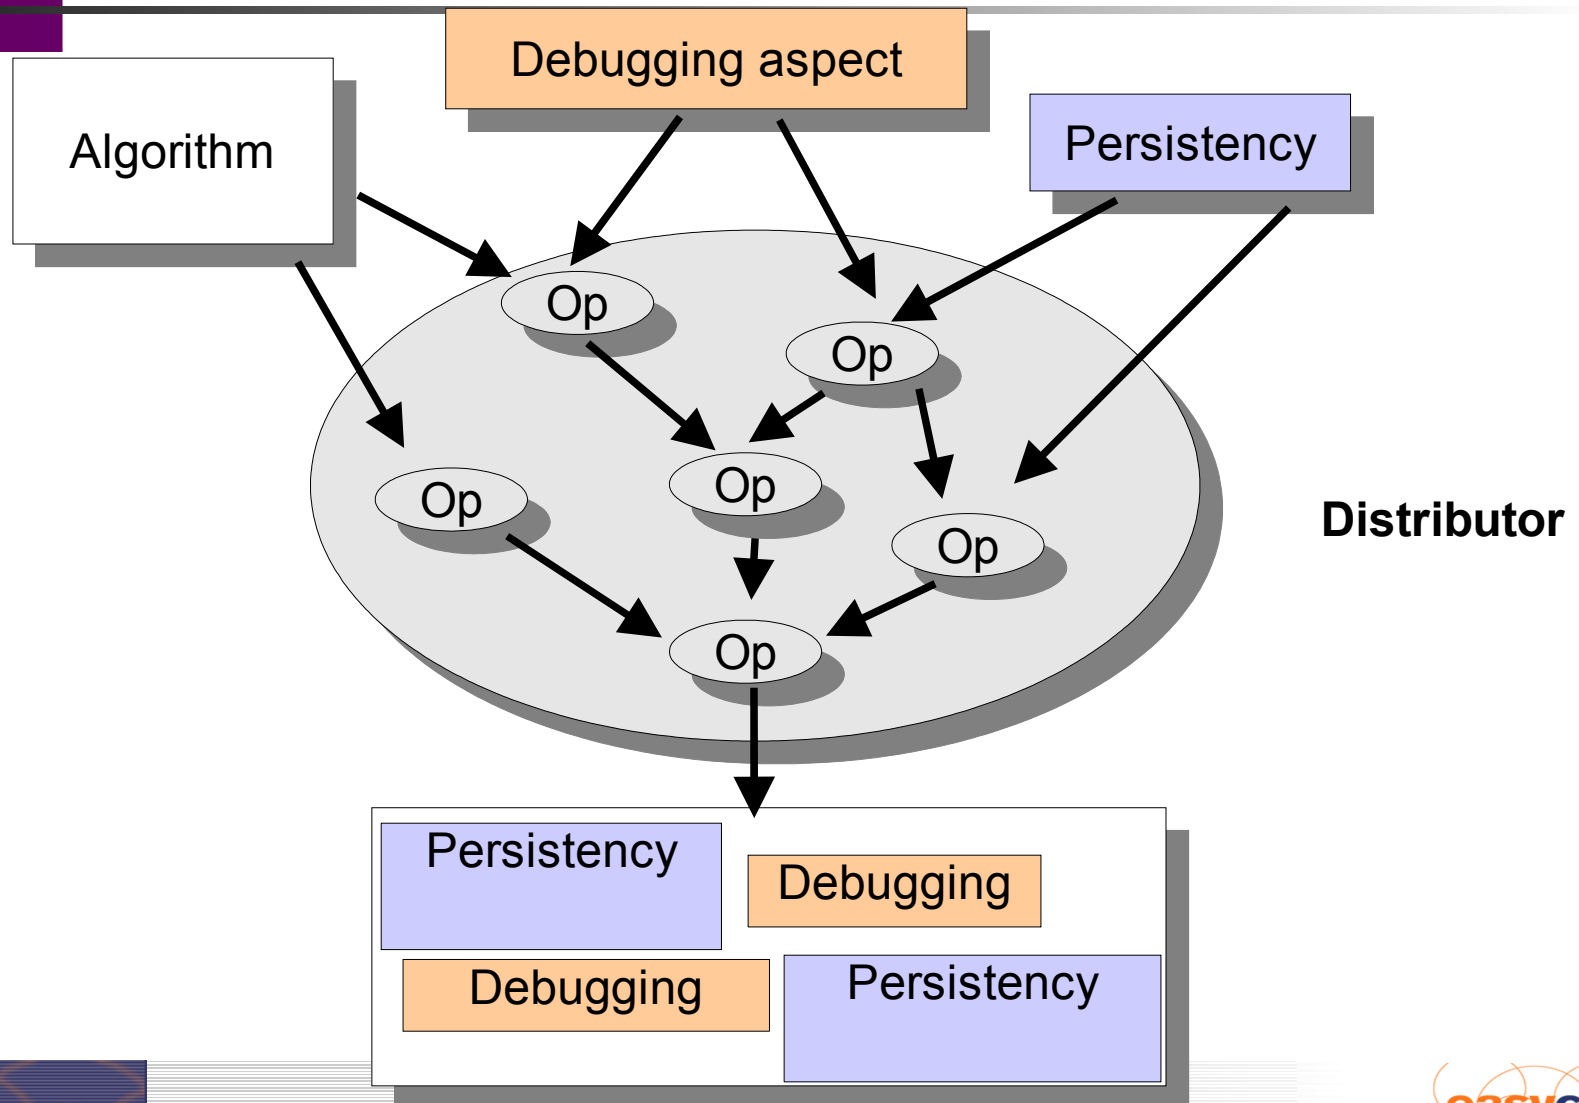 Debugging aspect
Algorithm
Persistency
Op
Op
Op
Op
Op
Op
Distributor
Persistency
Debugging
Debugging
Persistency